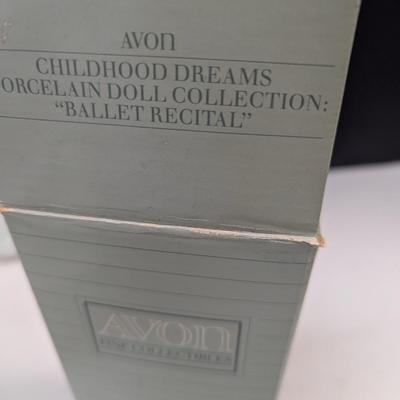 AVON
CHILDHOOD DREAMS
ORCELAIN DOLL COLLECTION:
“BALLET RECITAL”
AVON
FINE COLLECTIBLES